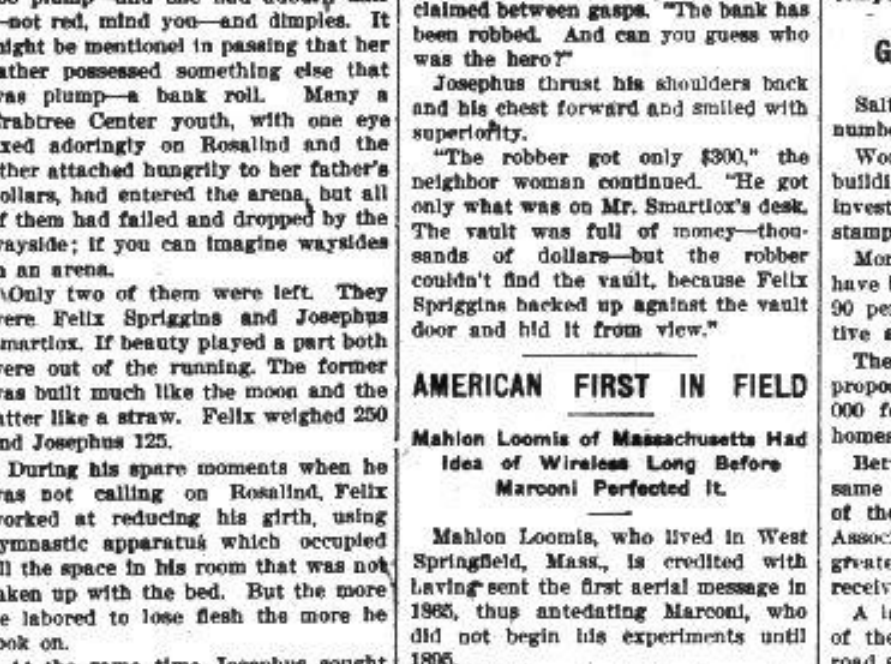 not red, mind you—and dimples. It
might be mentionel in passing that her
father possessed something else that
was plump—a bank roll. Many a
Crabtree Center youth, with one eye
fixed adoringly on Rosalind and the
other attached hungrily to her father's
dollars, had entered the arena, but all
of them had failed and dropped by the
wayside; if you can imagine waysides
in an arena.
Only two of them were left. They
were Felix Spriggins and Josephus
Smartlox. If beauty played a part both
were out of the running. The former
was built much like the moon and the
latter like a straw. Felix weighed 250
and Josephus 125.
During his spare moments when he
was not calling on Rosalind, Felix
worked at reducing his girth, using
gymnastic apparatus which occupied
all the space in his room that was not
taken up with the bed. But the more
he labored to lose flesh the more he
took on.
the same time Josephus sought
claimed between gasps. "The bank has
been robbed. And can you guess who
was the hero?"
Josephus thrust his shoulders back
and his chest forward and smiled with
superiority.
"The robber got only $300," the
neighbor woman continued. "He got
only what was on Mr. Smartlox's desk.
The vault was full of money—thou-
sands of dollars—but the robber
couldn't find the vault, because Felix
Spriggins backed up against the vault
door and hid it from view."
AMERICAN FIRST IN FIELD
Mahlon Loomis of Massachusetts Had
Idea of Wireless Long Before
Marconi Perfected It.
Mahlon Loomis, who lived in West
Springfield, Mass., is credited with
having sent the first aerial message in
1865, thus antedating Marconi, who
did not begin his experiments until
1895.
G
Sal
numbe
Woo
buildi
invest
stamp
Mor
have
90 pe
tive a
The
propo
000 f
homes
Bet
same
of the
Assoc
greate
receiv
A l
of the
road